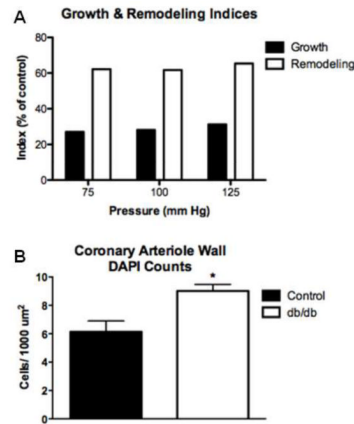 A
Growth & Remodeling Indices
80
60
40
20
0
Index (% of control)
Growth
Remodeling
75
100
125
Pressure (mm Hg)
B
Coronary Arteriole Wall
DAPI Counts
10
8
6
4
2
0
Cells/ 1000 um²
*
Control
db/db